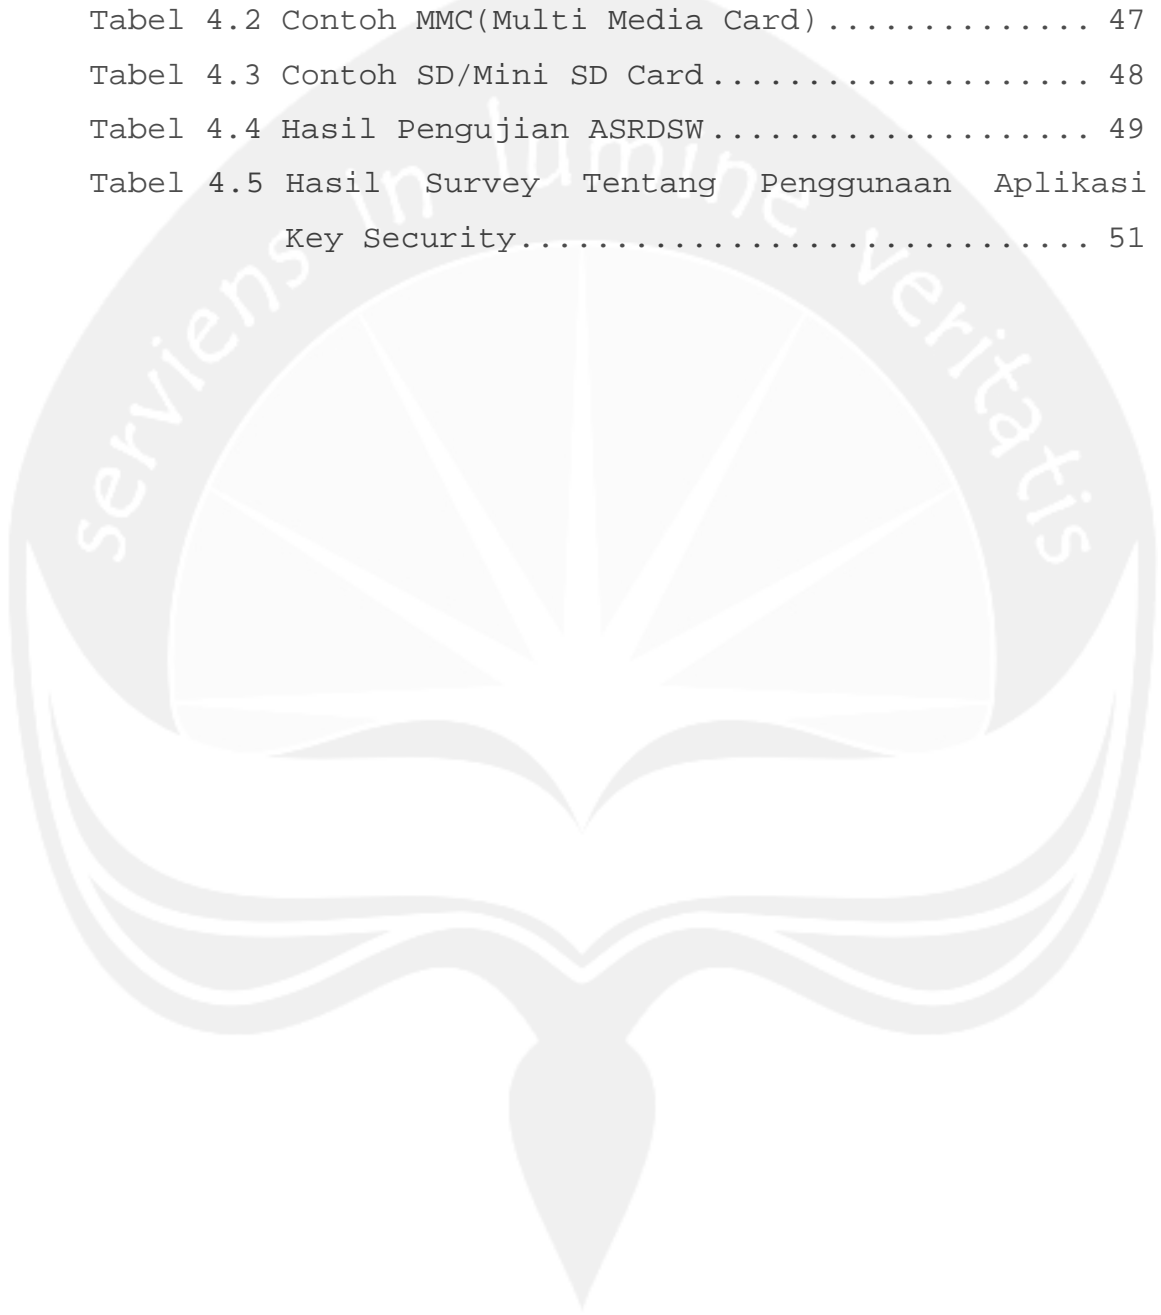 Tabel 4.2 Contoh MMC(Multi Media Card).............. 47
Tabel 4.3 Contoh SD/Mini SD Card.................... 48
Tabel 4.4 Hasil Pengujian ASRDSW.................... 49
Tabel 4.5 Hasil Survey Tentang Penggunaan Aplikasi
Key Security.............................. 51
serviens in lumine veritatis